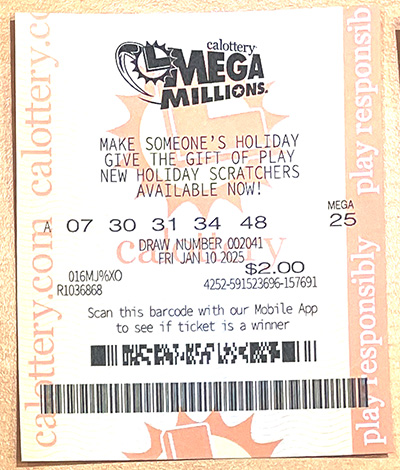 calottery
MEGA
MILLIONS.
MAKE SOMEONE'S HOLIDAY
GIVE THE GIFT OF PLAY
NEW HOLIDAY SCRATCHERS
AVAILABLE NOW!
MEGA
A 07 30 31 34 48 25
DRAW NUMBER 002041
FRI JAN 10 2025
$2.00
016MJ%XO
R1036868
4252-591523696-157691
Scan this barcode with our Mobile App
to see if ticket is a winner
calottery.com calottery.co
calottery
play responsibly play responsib